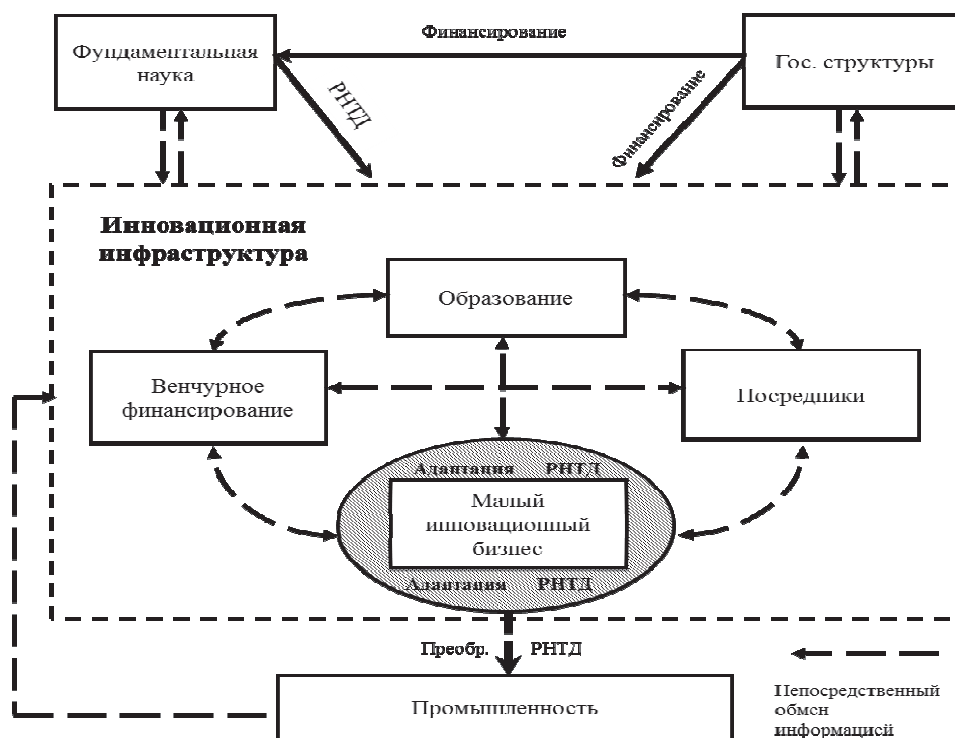 Финансирование
Фундаментальная
наука
Гос. структуры
РНТД
Финансирование
Инновационная
инфраструктура
Образование
Венчурное
финансирование
Посредники
Адаптация РНТД
Малый
инновационный
бизнес
Адаптация РНТД
Преобр. РНТД
Промышленность
Непосредственный
обмен
информацией